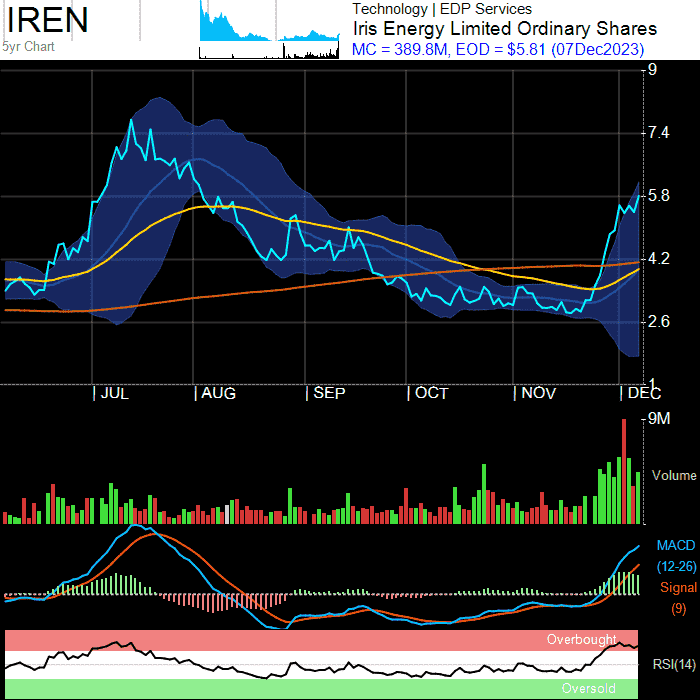 IREN
5yr Chart
Technology | EDP Services
Iris Energy Limited Ordinary Shares
MC = 389.8M, EOD = $5.81 (07Dec2023)
9
7.4
5.8
4.2
2.6
1
JUL AUG SEP OCT NOV DEC
9M
Volume
MACD
(12-26)
Signal
(9)
Overbought
RSI(14)
Oversold